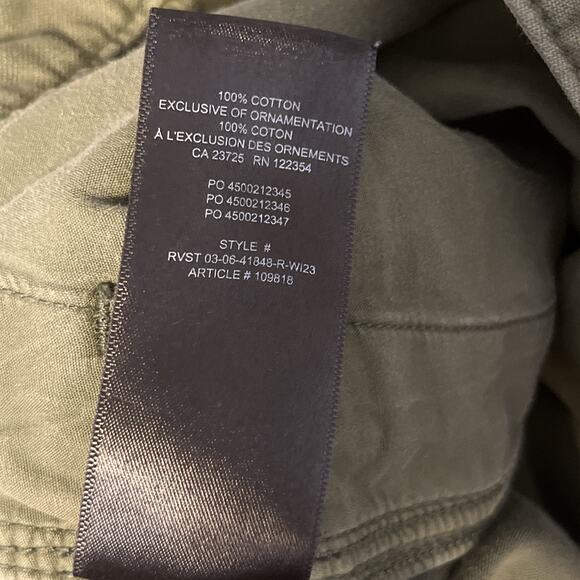 100% COTTON
EXCLUSIVE OF ORNAMENTATION
100% COTON
À L'EXCLUSION DES ORNEMENTS
CA 23725 RN 122354
PO 4500212345
PO 4500212346
PO 4500212347
STYLE #
RVST 03-06-41848-R-Wi23
ARTICLE # 109818